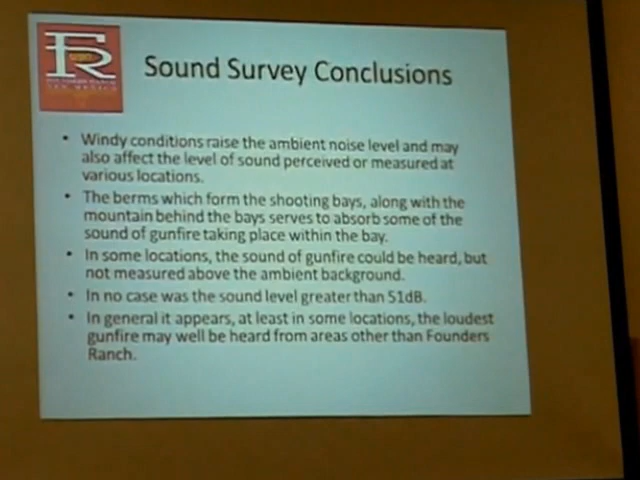 Sound Survey Conclusions
• Windy conditions raise the ambient noise level and may
also affect the level of sound perceived or measured at
various locations.
• The berms which form the shooting bays, along with the
mountain behind the bays serves to absorb some of the
sound of gunfire taking place within the bay.
• In some locations, the sound of gunfire could be heard, but
not measured above the ambient background.
• In no case was the sound level greater than 51dB.
• In general it appears, at least in some locations, the loudest
gunfire may well be heard from areas other than Founders
Ranch.